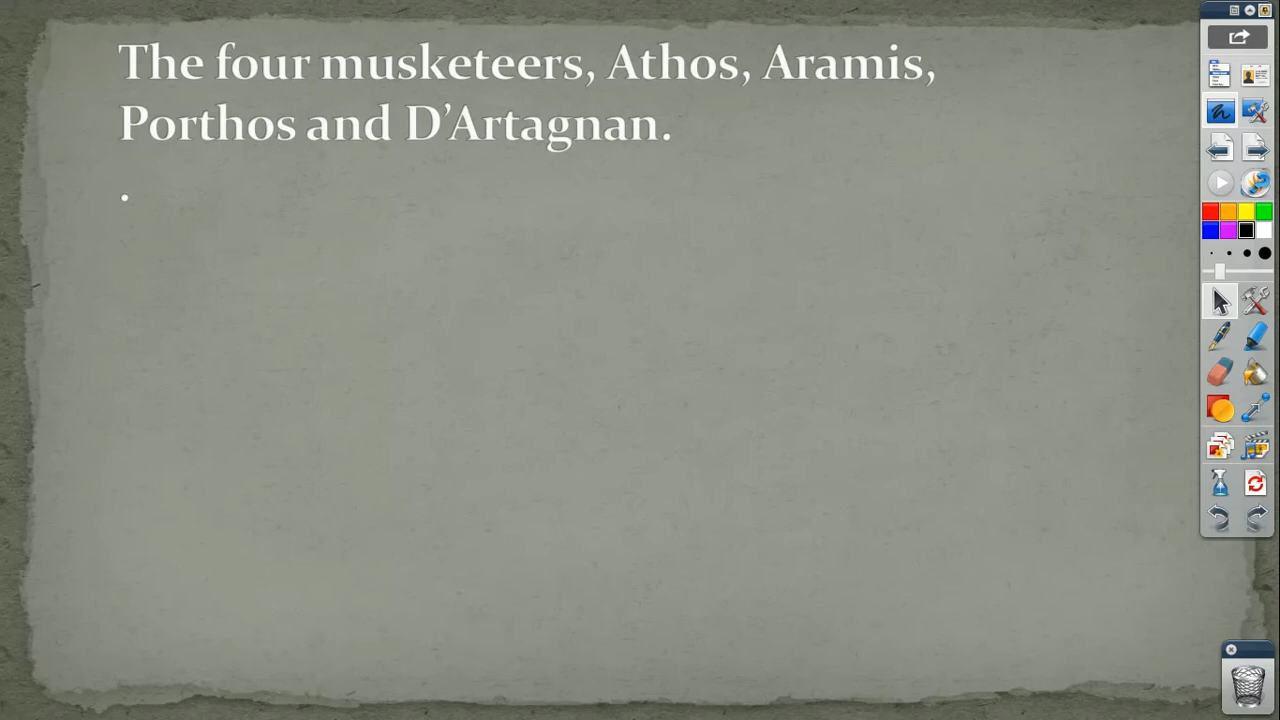 The four musketeers, Athos, Aramis,
Porthos and D’Artagnan.